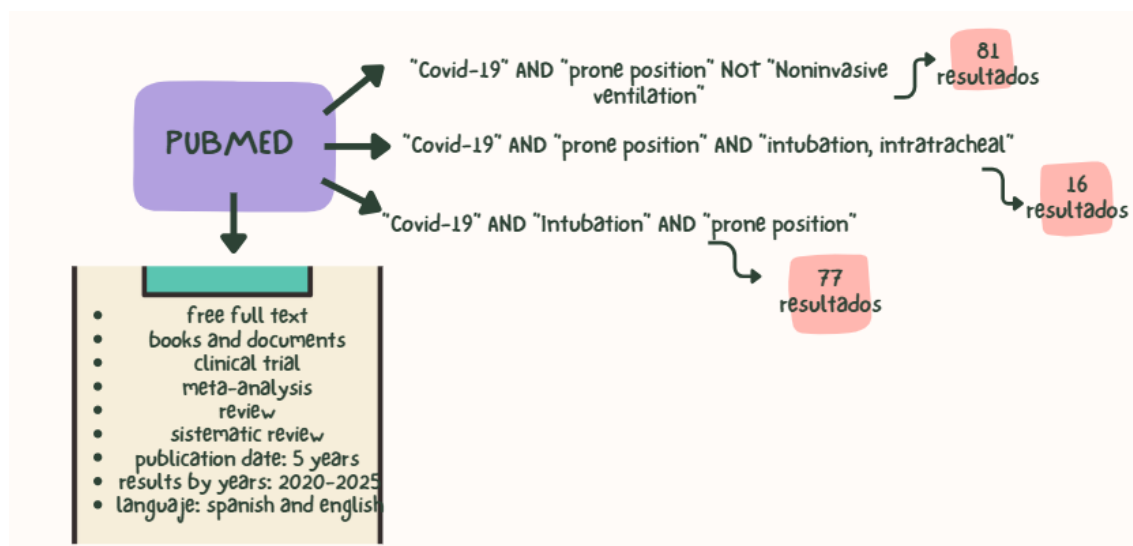 PUBMED
"Covid-19" AND "prone position" NOT "Noninvasive
ventilation"
81
resultados
"Covid-19" AND "prone position" AND "intubation, intratracheal"
16
resultados
"Covid-19" AND "Intubation" AND "prone position"
77
resultados
• free full text
• books and documents
• clinical trial
• meta-analysis
• review
• sistematic review
• publication date: 5 years
• results by years: 2020-2025
• languaje: spanish and english